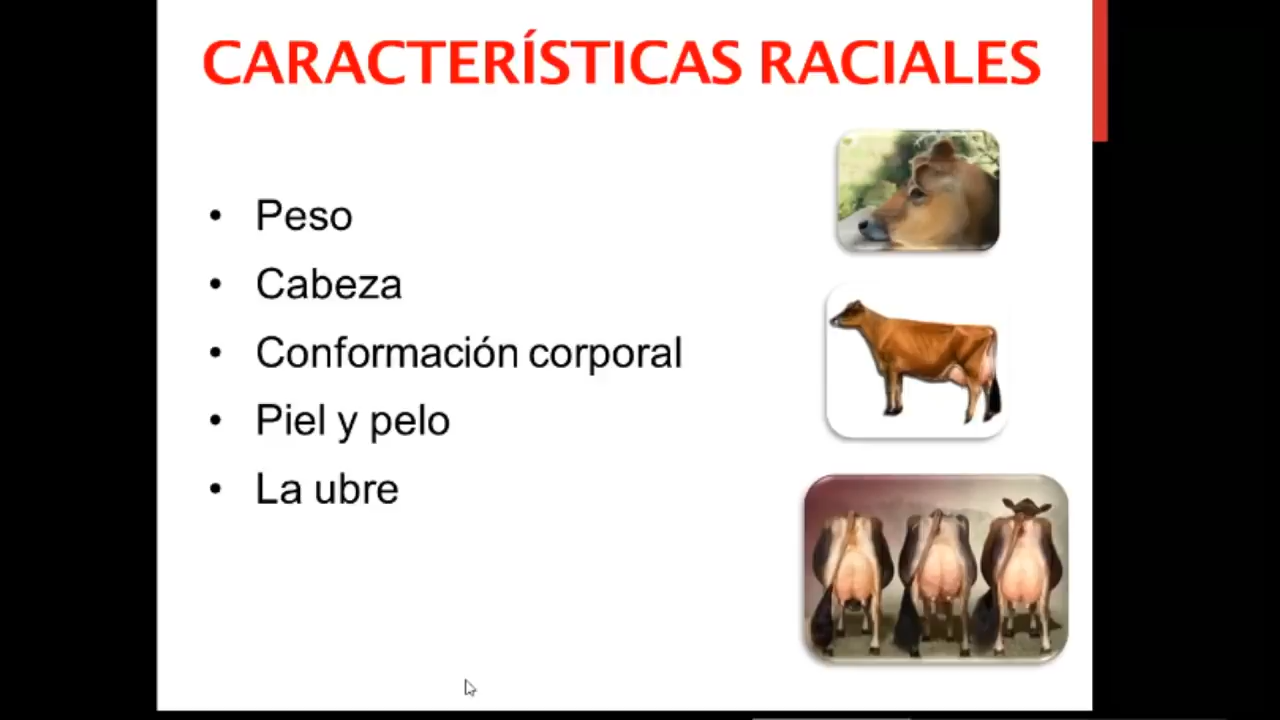 CARACTERÍSTICAS RACIALES
• Peso
• Cabeza
• Conformación corporal
• Piel y pelo
• La ubre